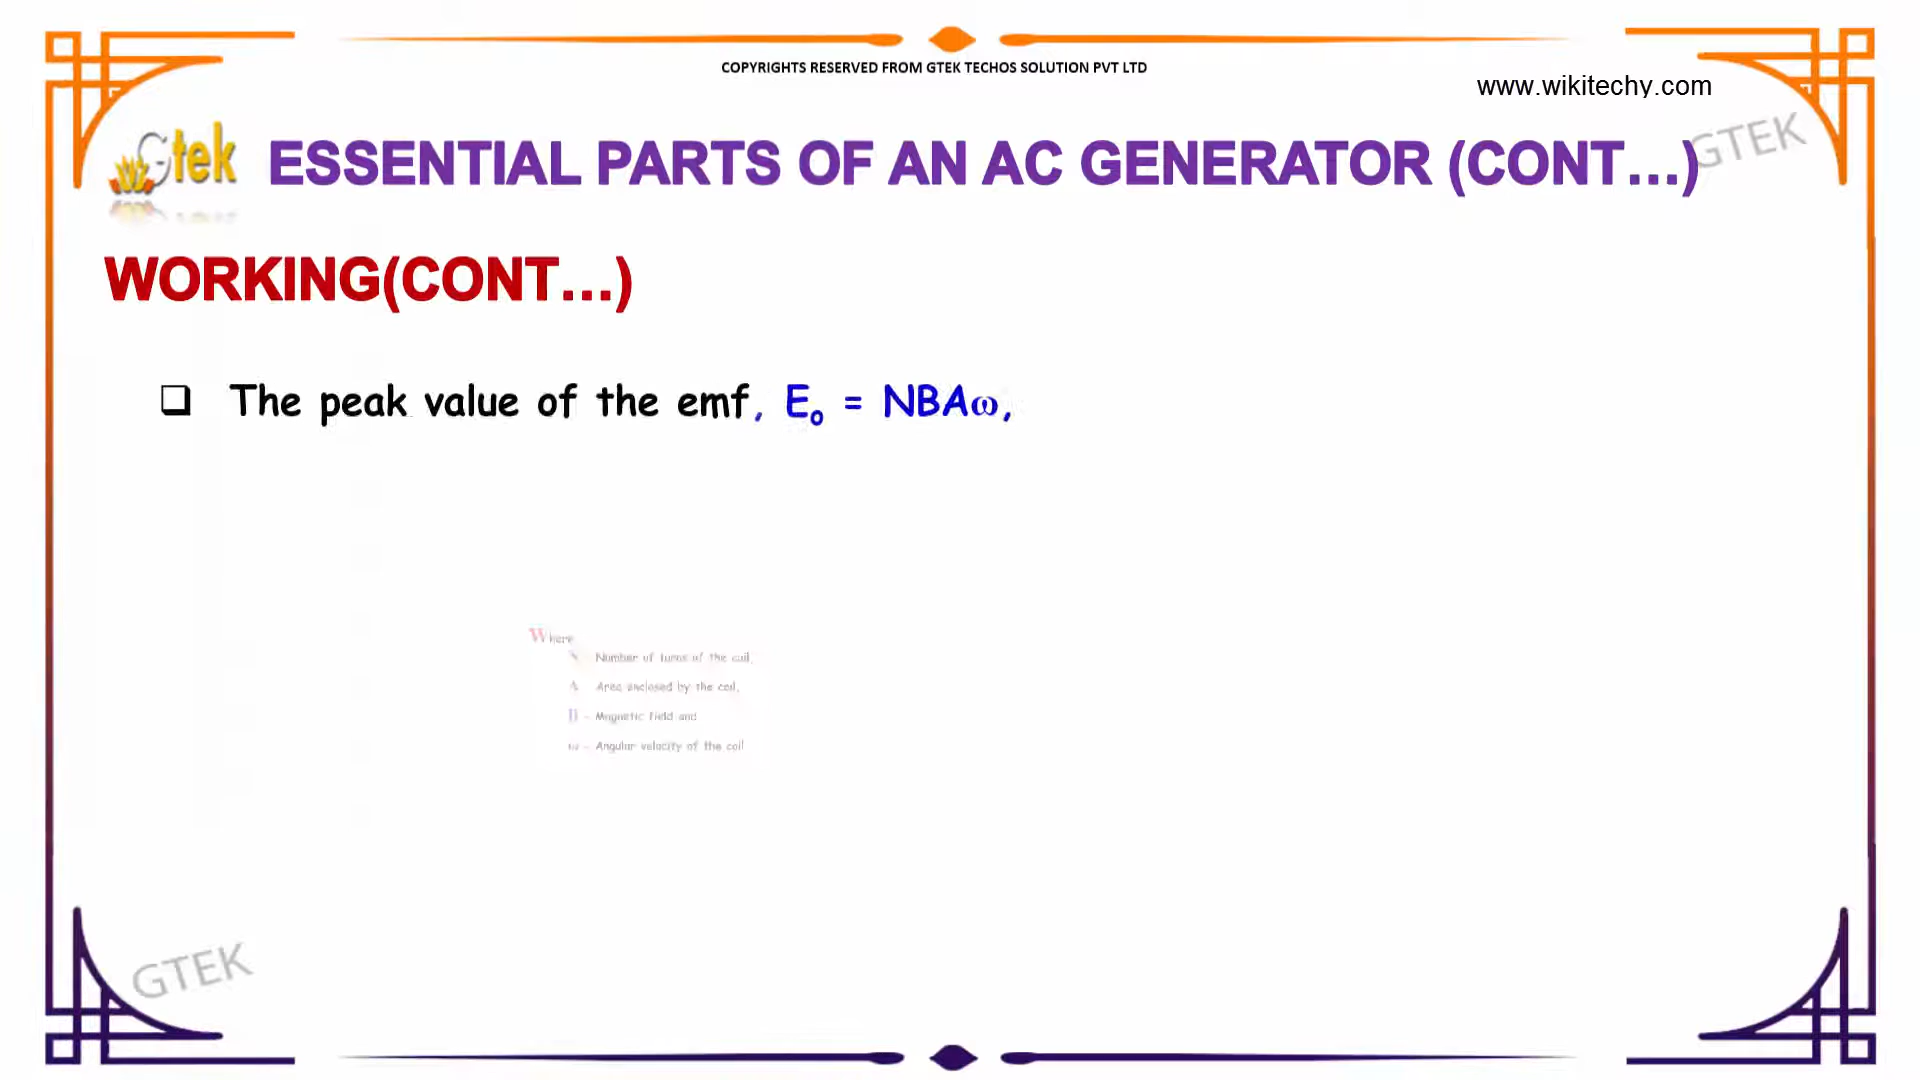 COPYRIGHTS RESERVED FROM GTEK TECHOS SOLUTION PVT LTD
www.wikitechy.com
GTEK
Gtek
ESSENTIAL PARTS OF AN AC GENERATOR (CONT...)
WORKING(CONT...)
❑ The peak value of the emf, E₀ = NBAω,
Where
N Number of turns of the coil,
A Area enclosed by the coil,
B – Magnetic field and
ω – Angular velocity of the coil
GTEK